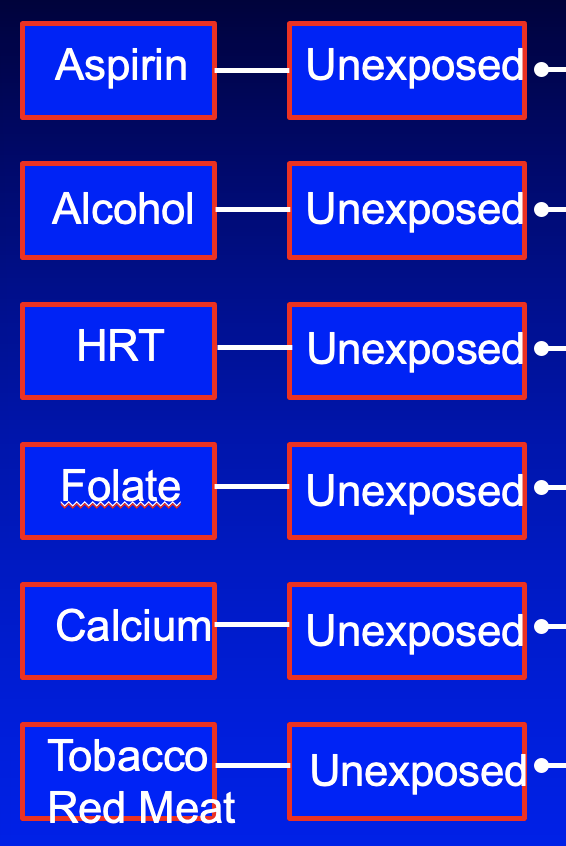 Aspirin Unexposed
Alcohol Unexposed
HRT Unexposed
Folate Unexposed
Calcium Unexposed
Tobacco Unexposed
Red Meat